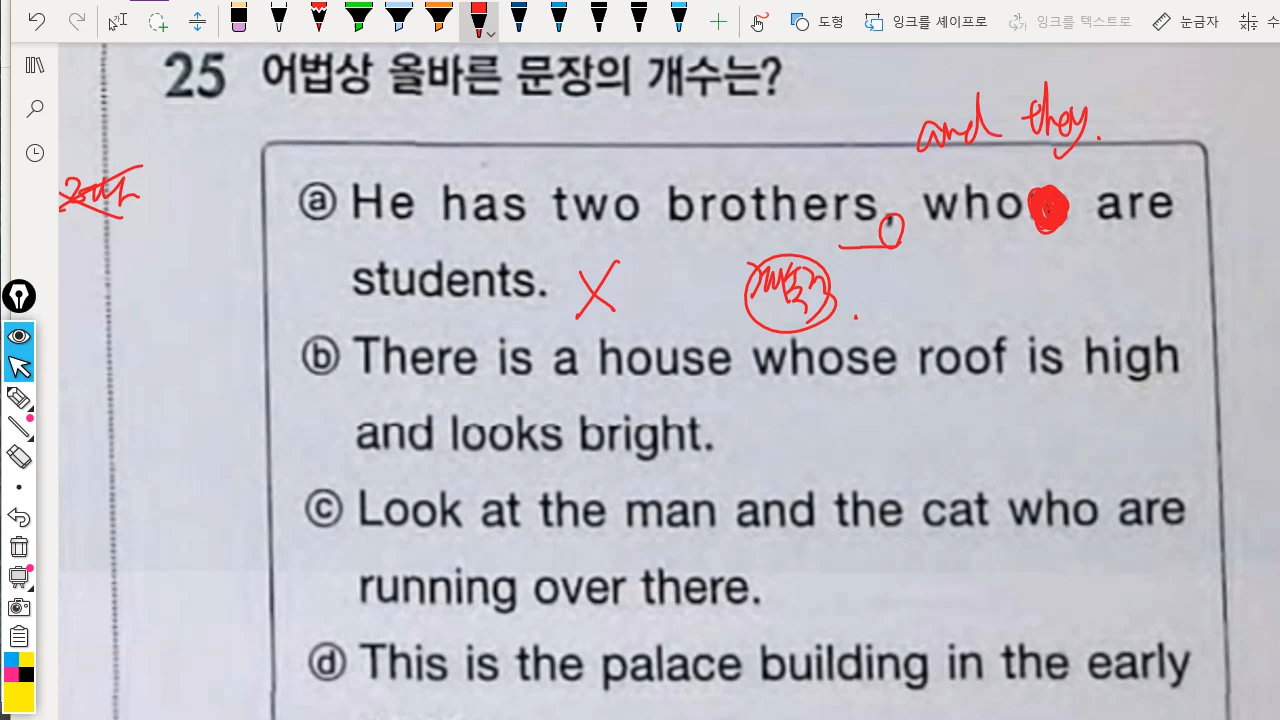 도형 잉크를 셰이프로 잉크를 텍스트로 눈금자 수
25 어법상 올바른 문장의 개수는?
and they.
ⓐ He has two brothers, who are
students. X
ⓑ There is a house whose roof is high
and looks bright.
ⓒ Look at the man and the cat who are
running over there.
ⓓ This is the palace building in the early